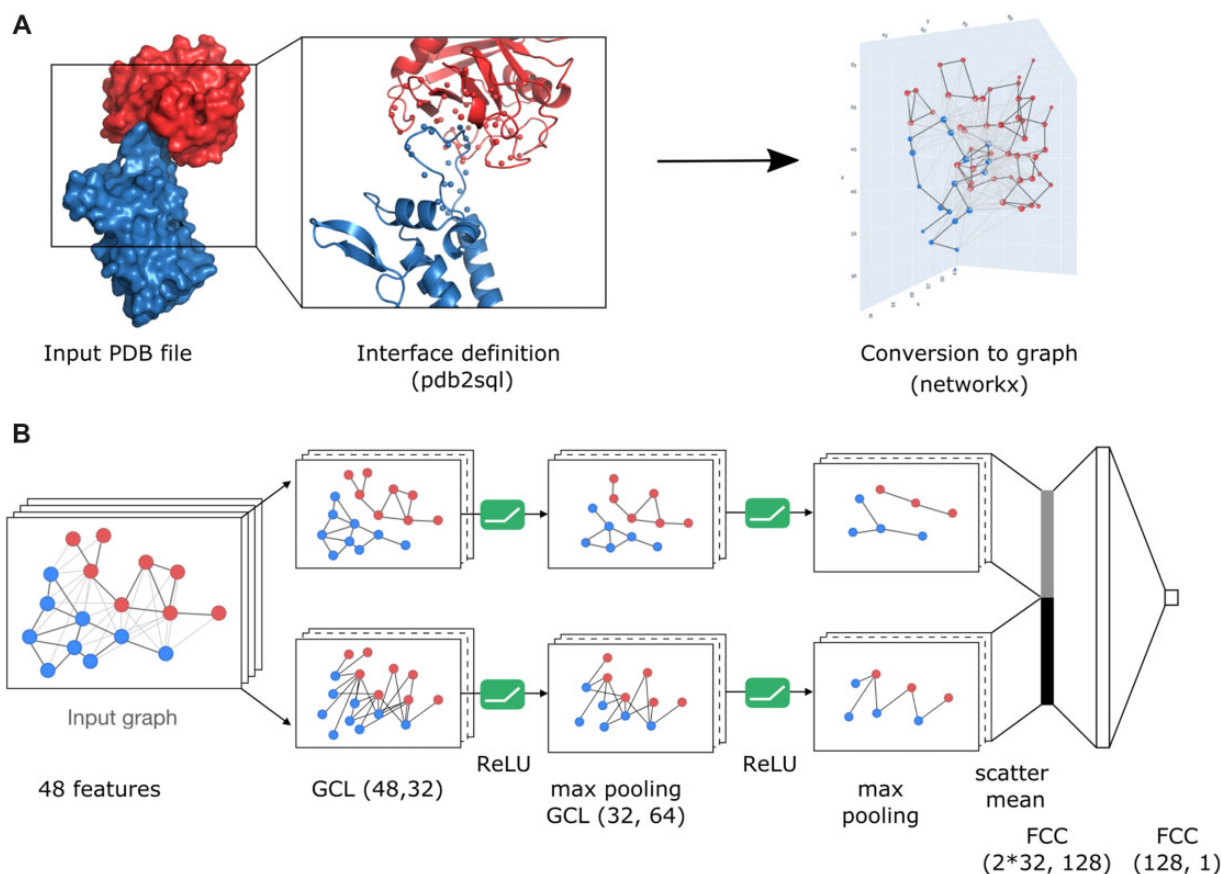 A
Input PDB file
Interface definition
(pdb2sql)
Conversion to graph
(networkx)
B
Input graph
48 features
GCL (48,32)
ReLU
max pooling
GCL (32, 64)
ReLU
max
pooling
scatter
mean
FCC
(2*32, 128)
FCC
(128, 1)